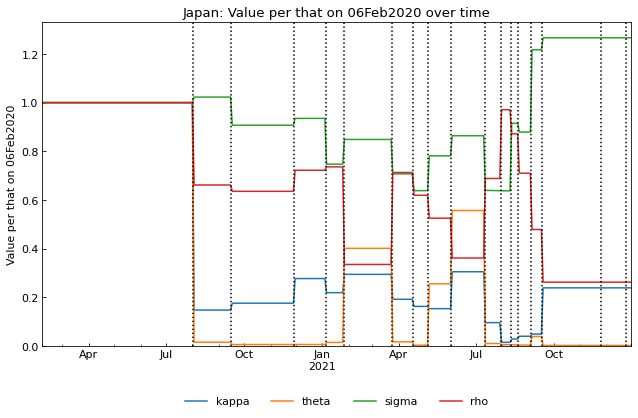 Japan: Value per that on 06Feb2020 over time
Value per that on 06Feb2020
1.2
1.0
0.8
0.6
0.4
0.2
0.0
Apr Jul Oct Jan Apr Jul Oct
2021
kappa theta sigma rho